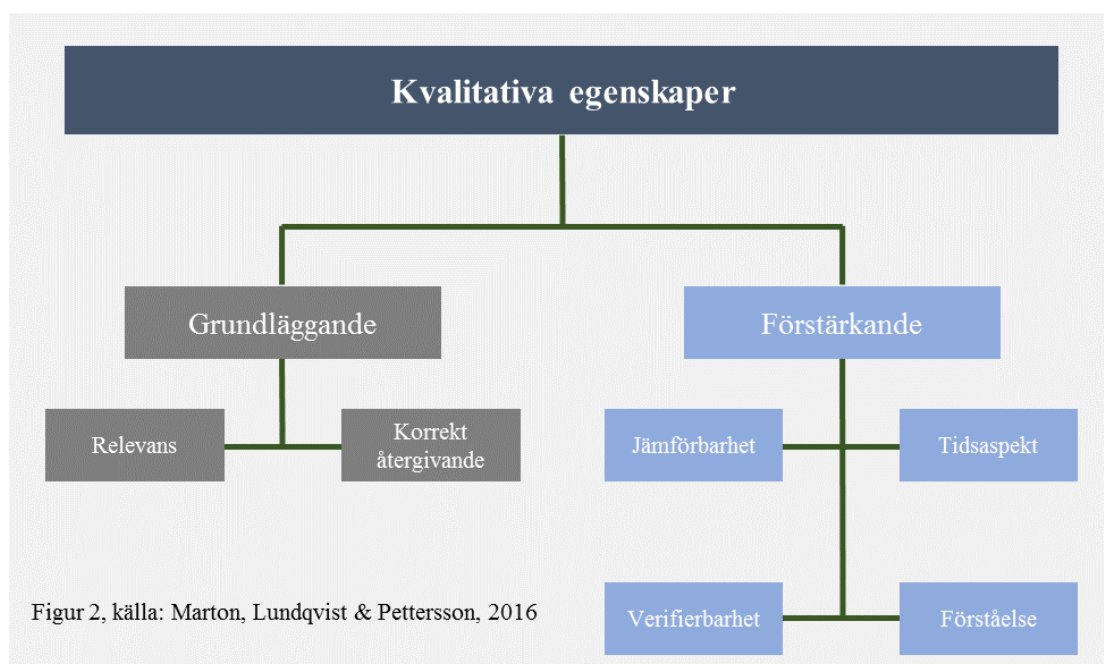 Kvalitativa egenskaper
Grundläggande
Förstärkande
Relevans
Korrekt
återgivande
Jämförbarhet
Tidsaspekt
Verifierbarhet
Förståelse
Figur 2, källa: Marton, Lundqvist & Pettersson, 2016